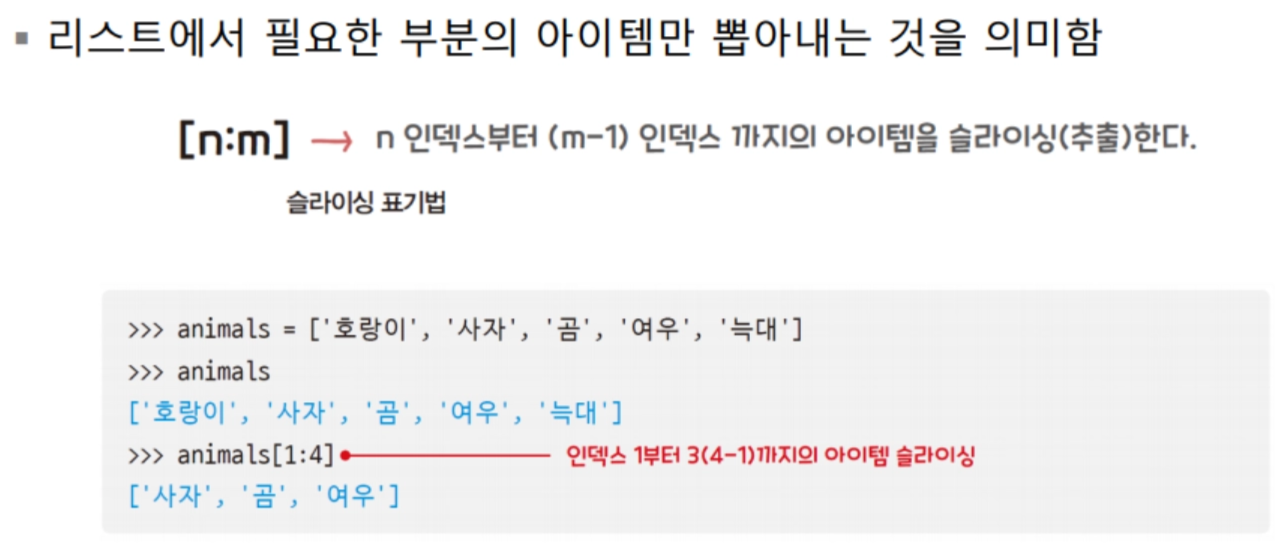 ▪ 리스트에서 필요한 부분의 아이템만 뽑아내는 것을 의미함
[n:m] → n 인덱스부터 (m-1) 인덱스 까지의 아이템을 슬라이싱(추출)한다.
슬라이싱 표기법
>>> animals = ['호랑이', '사자', '곰', '여우', '늑대']
>>> animals
['호랑이', '사자', '곰', '여우', '늑대']
>>> animals[1:4] 인덱스 1부터 3(4-1)까지의 아이템 슬라이싱
['사자', '곰', '여우']